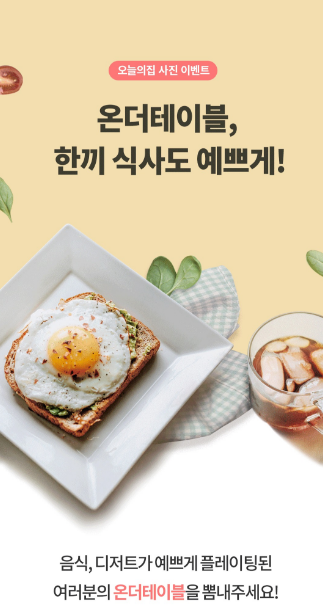 오늘의집 사진 이벤트
온더테이블,
한끼 식사도 예쁘게!
음식, 디저트가 예쁘게 플레이팅된
여러분의 온더테이블을 뽐내주세요!